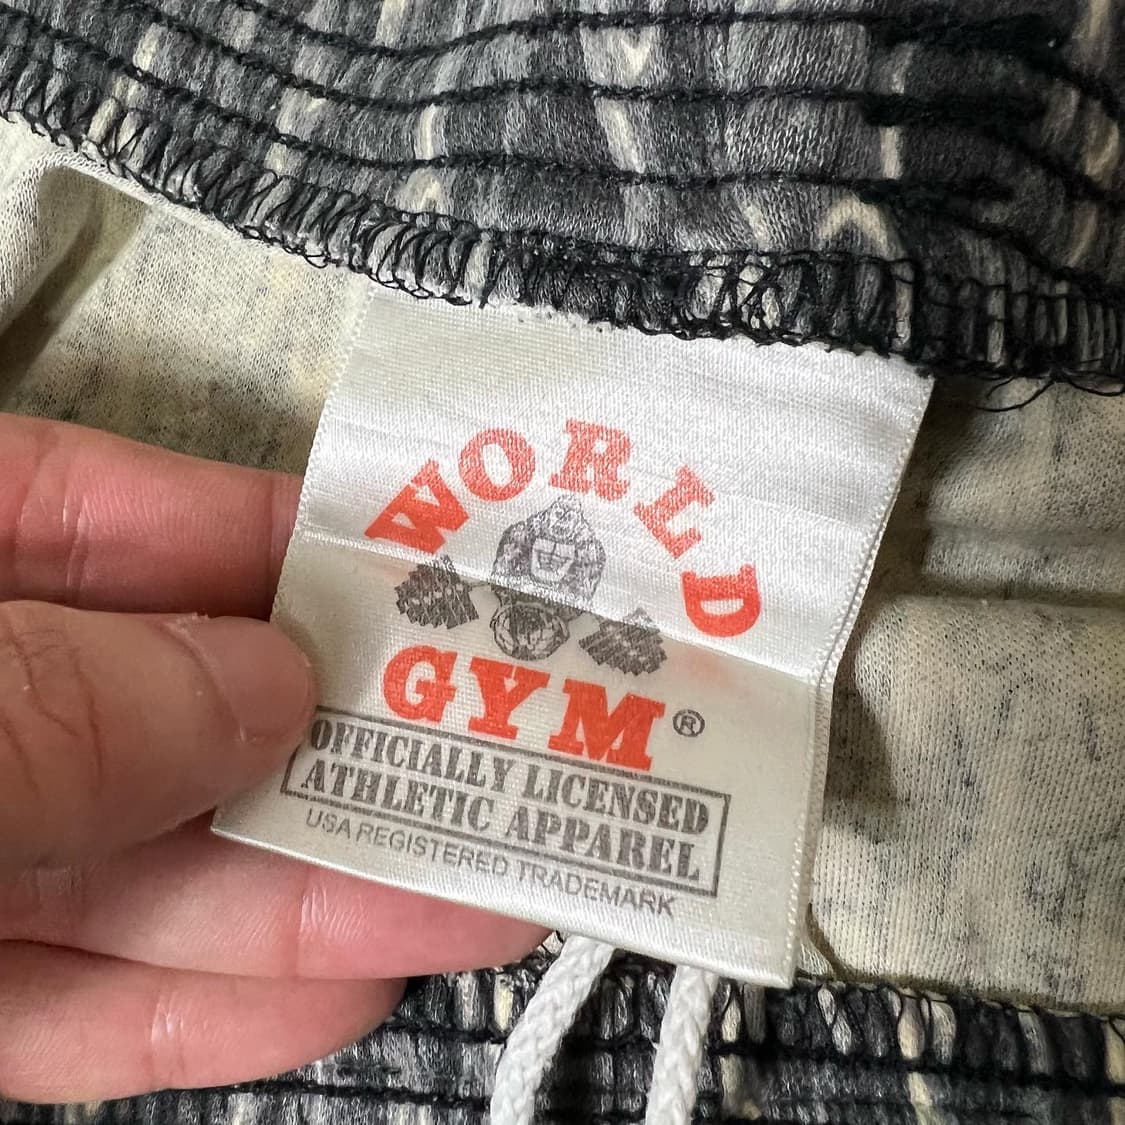 WORLD
GYM®
OFFICIALLY LICENSED
ATHLETIC APPAREL
USA REGISTERED TRADEMARK